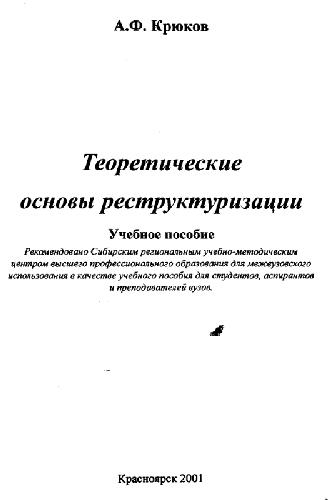 А.Ф. Крюков
Теоретические
основы реструктуризации
Учебное пособие
Рекомендовано Сибирским региональным учебно-методическим
центром высшего профессионального образования для межвузовского
использования в качестве учебного пособия для студентов, аспирантов
и преподавателей вузов.
Красноярск 2001